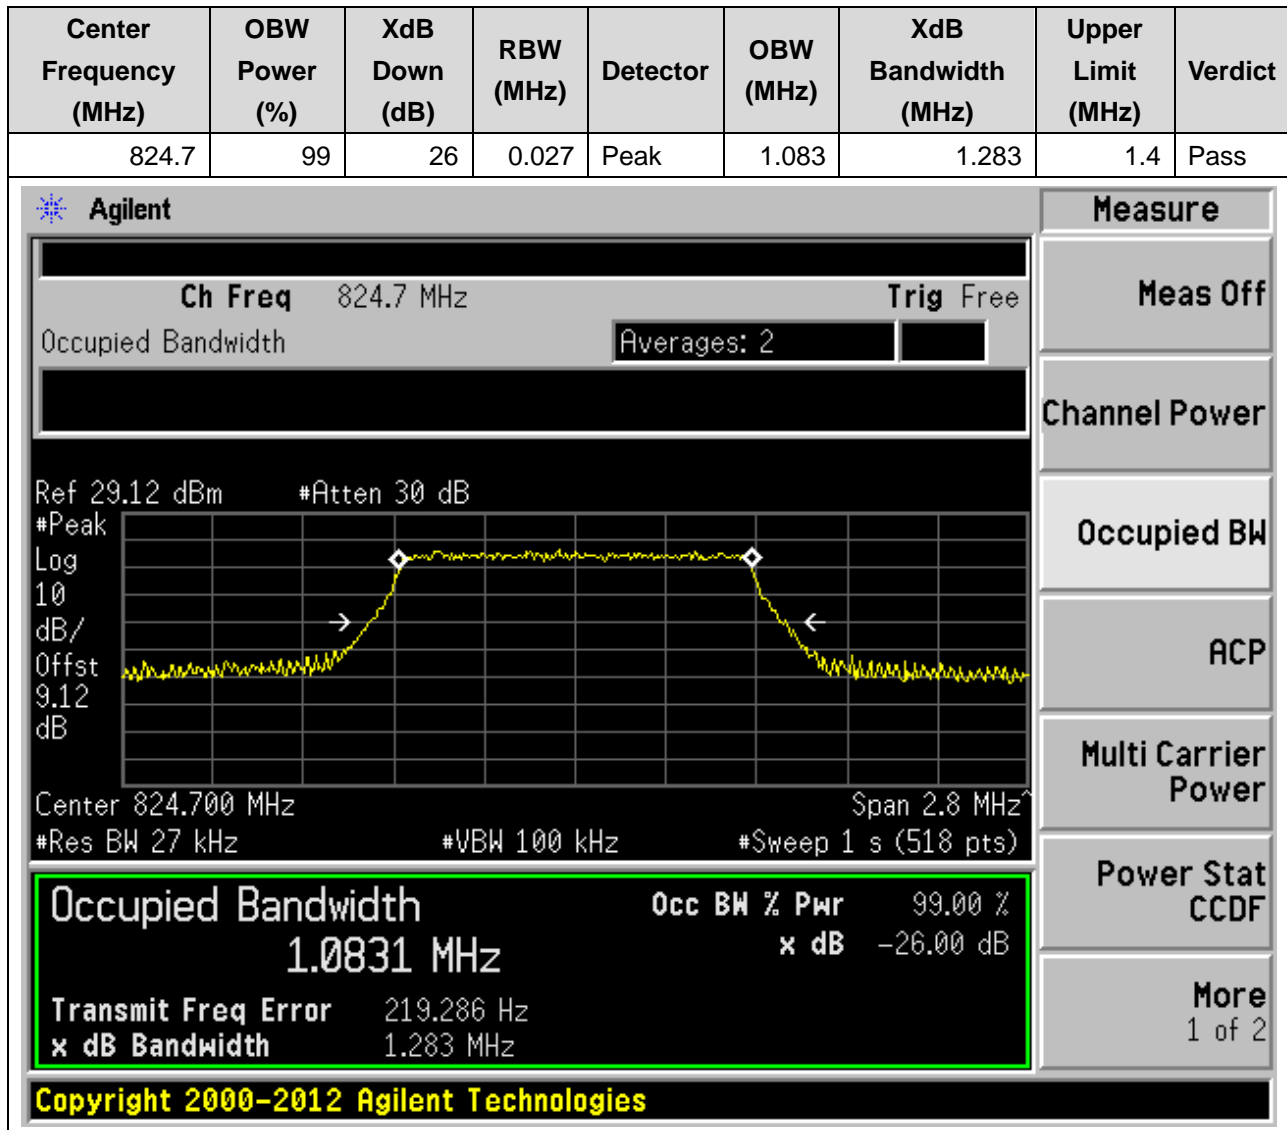 Center Frequency (MHz) OBW Power (%) XdB Down (dB) RBW (MHz) Detector OBW (MHz) XdB Bandwidth (MHz) Upper Limit (MHz) Verdict
824.7 99 26 0.027 Peak 1.083 1.283 1.4 Pass
Agilent
Measure
Ch Freq 824.7 MHz Trig Free
Occupied Bandwidth Averages: 2
Ref 29.12 dBm #Atten 30 dB
#Peak
Log
10
dB/
Offst
9.12
dB
Center 824.700 MHz Span 2.8 MHz^
#Res BW 27 kHz #VBW 100 kHz #Sweep 1 s (518 pts)
Occupied Bandwidth Occ BW % Pwr 99.00 %
1.0831 MHz x dB -26.00 dB
Transmit Freq Error 219.286 Hz
x dB Bandwidth 1.283 MHz
Meas Off
Channel Power
Occupied BW
ACP
Multi Carrier
Power
Power Stat
CCDF
More
1 of 2
Copyright 2000-2012 Agilent Technologies